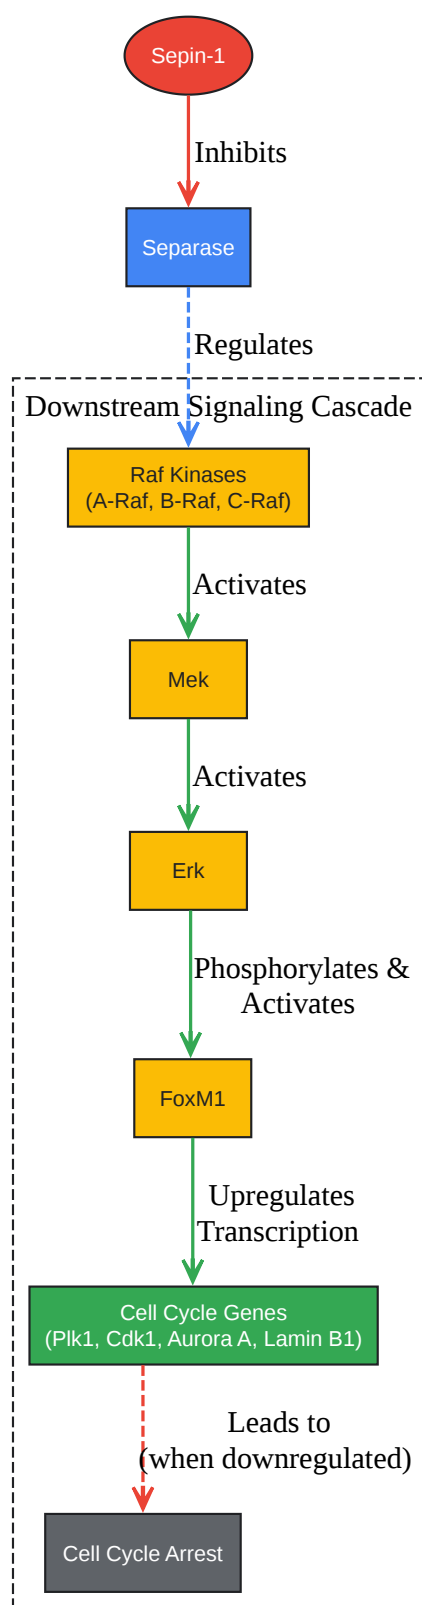 Sepin-1
Inhibits
Separase
Regulates
Downstream Signaling Cascade
Raf Kinases
(A-Raf, B-Raf, C-Raf)
Activates
Mek
Activates
Erk
Phosphorylates &
Activates
FoxM1
Upregulates
Transcription
Cell Cycle Genes
(Plk1, Cdk1, Aurora A, Lamin B1)
Leads to
(when downregulated)
Cell Cycle Arrest